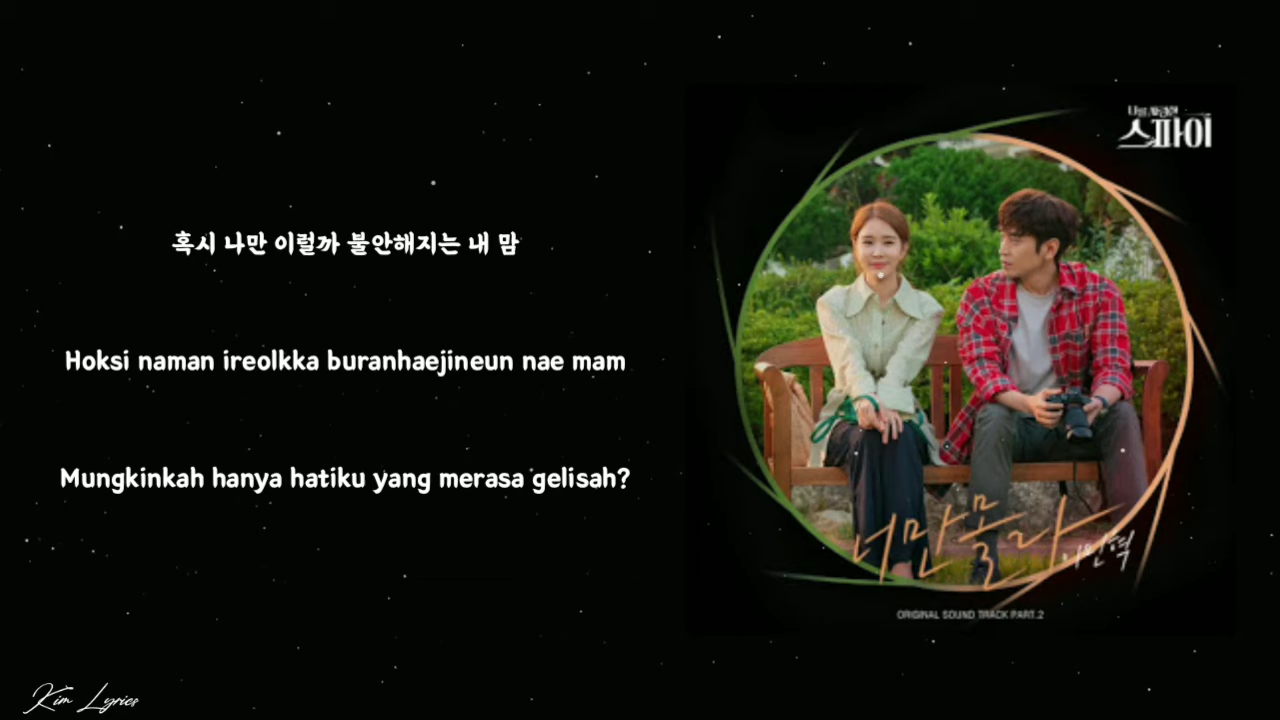 혹시 나만 이럴까 불안해지는 내 맘
Hoksi naman ireolkka buranhaejineun nae mam
Mungkinkah hanya hatiku yang merasa gelisah?
스파이
너만 몰라
ORIGINAL SOUND TRACK PART.2
Kim Lyrics